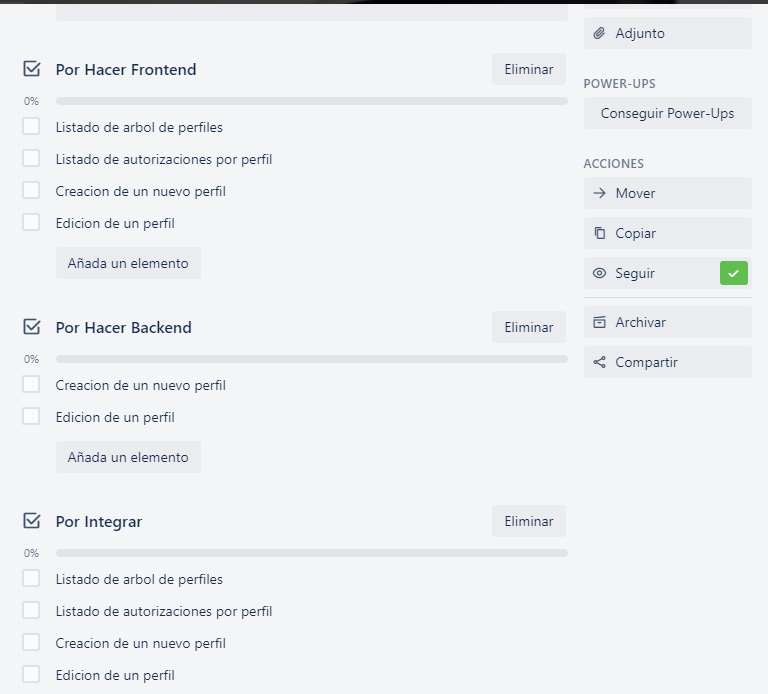 Por Hacer Frontend
Eliminar
0%
Listado de arbol de perfiles
Listado de autorizaciones por perfil
Creacion de un nuevo perfil
Edicion de un perfil
Añada un elemento
Por Hacer Backend
Eliminar
0%
Creacion de un nuevo perfil
Edicion de un perfil
Añada un elemento
Por Integrar
Eliminar
0%
Listado de arbol de perfiles
Listado de autorizaciones por perfil
Creacion de un nuevo perfil
Edicion de un perfil
Adjunto
POWER-UPS
Conseguir Power-Ups
ACCIONES
Mover
Copiar
Seguir
Archivar
Compartir